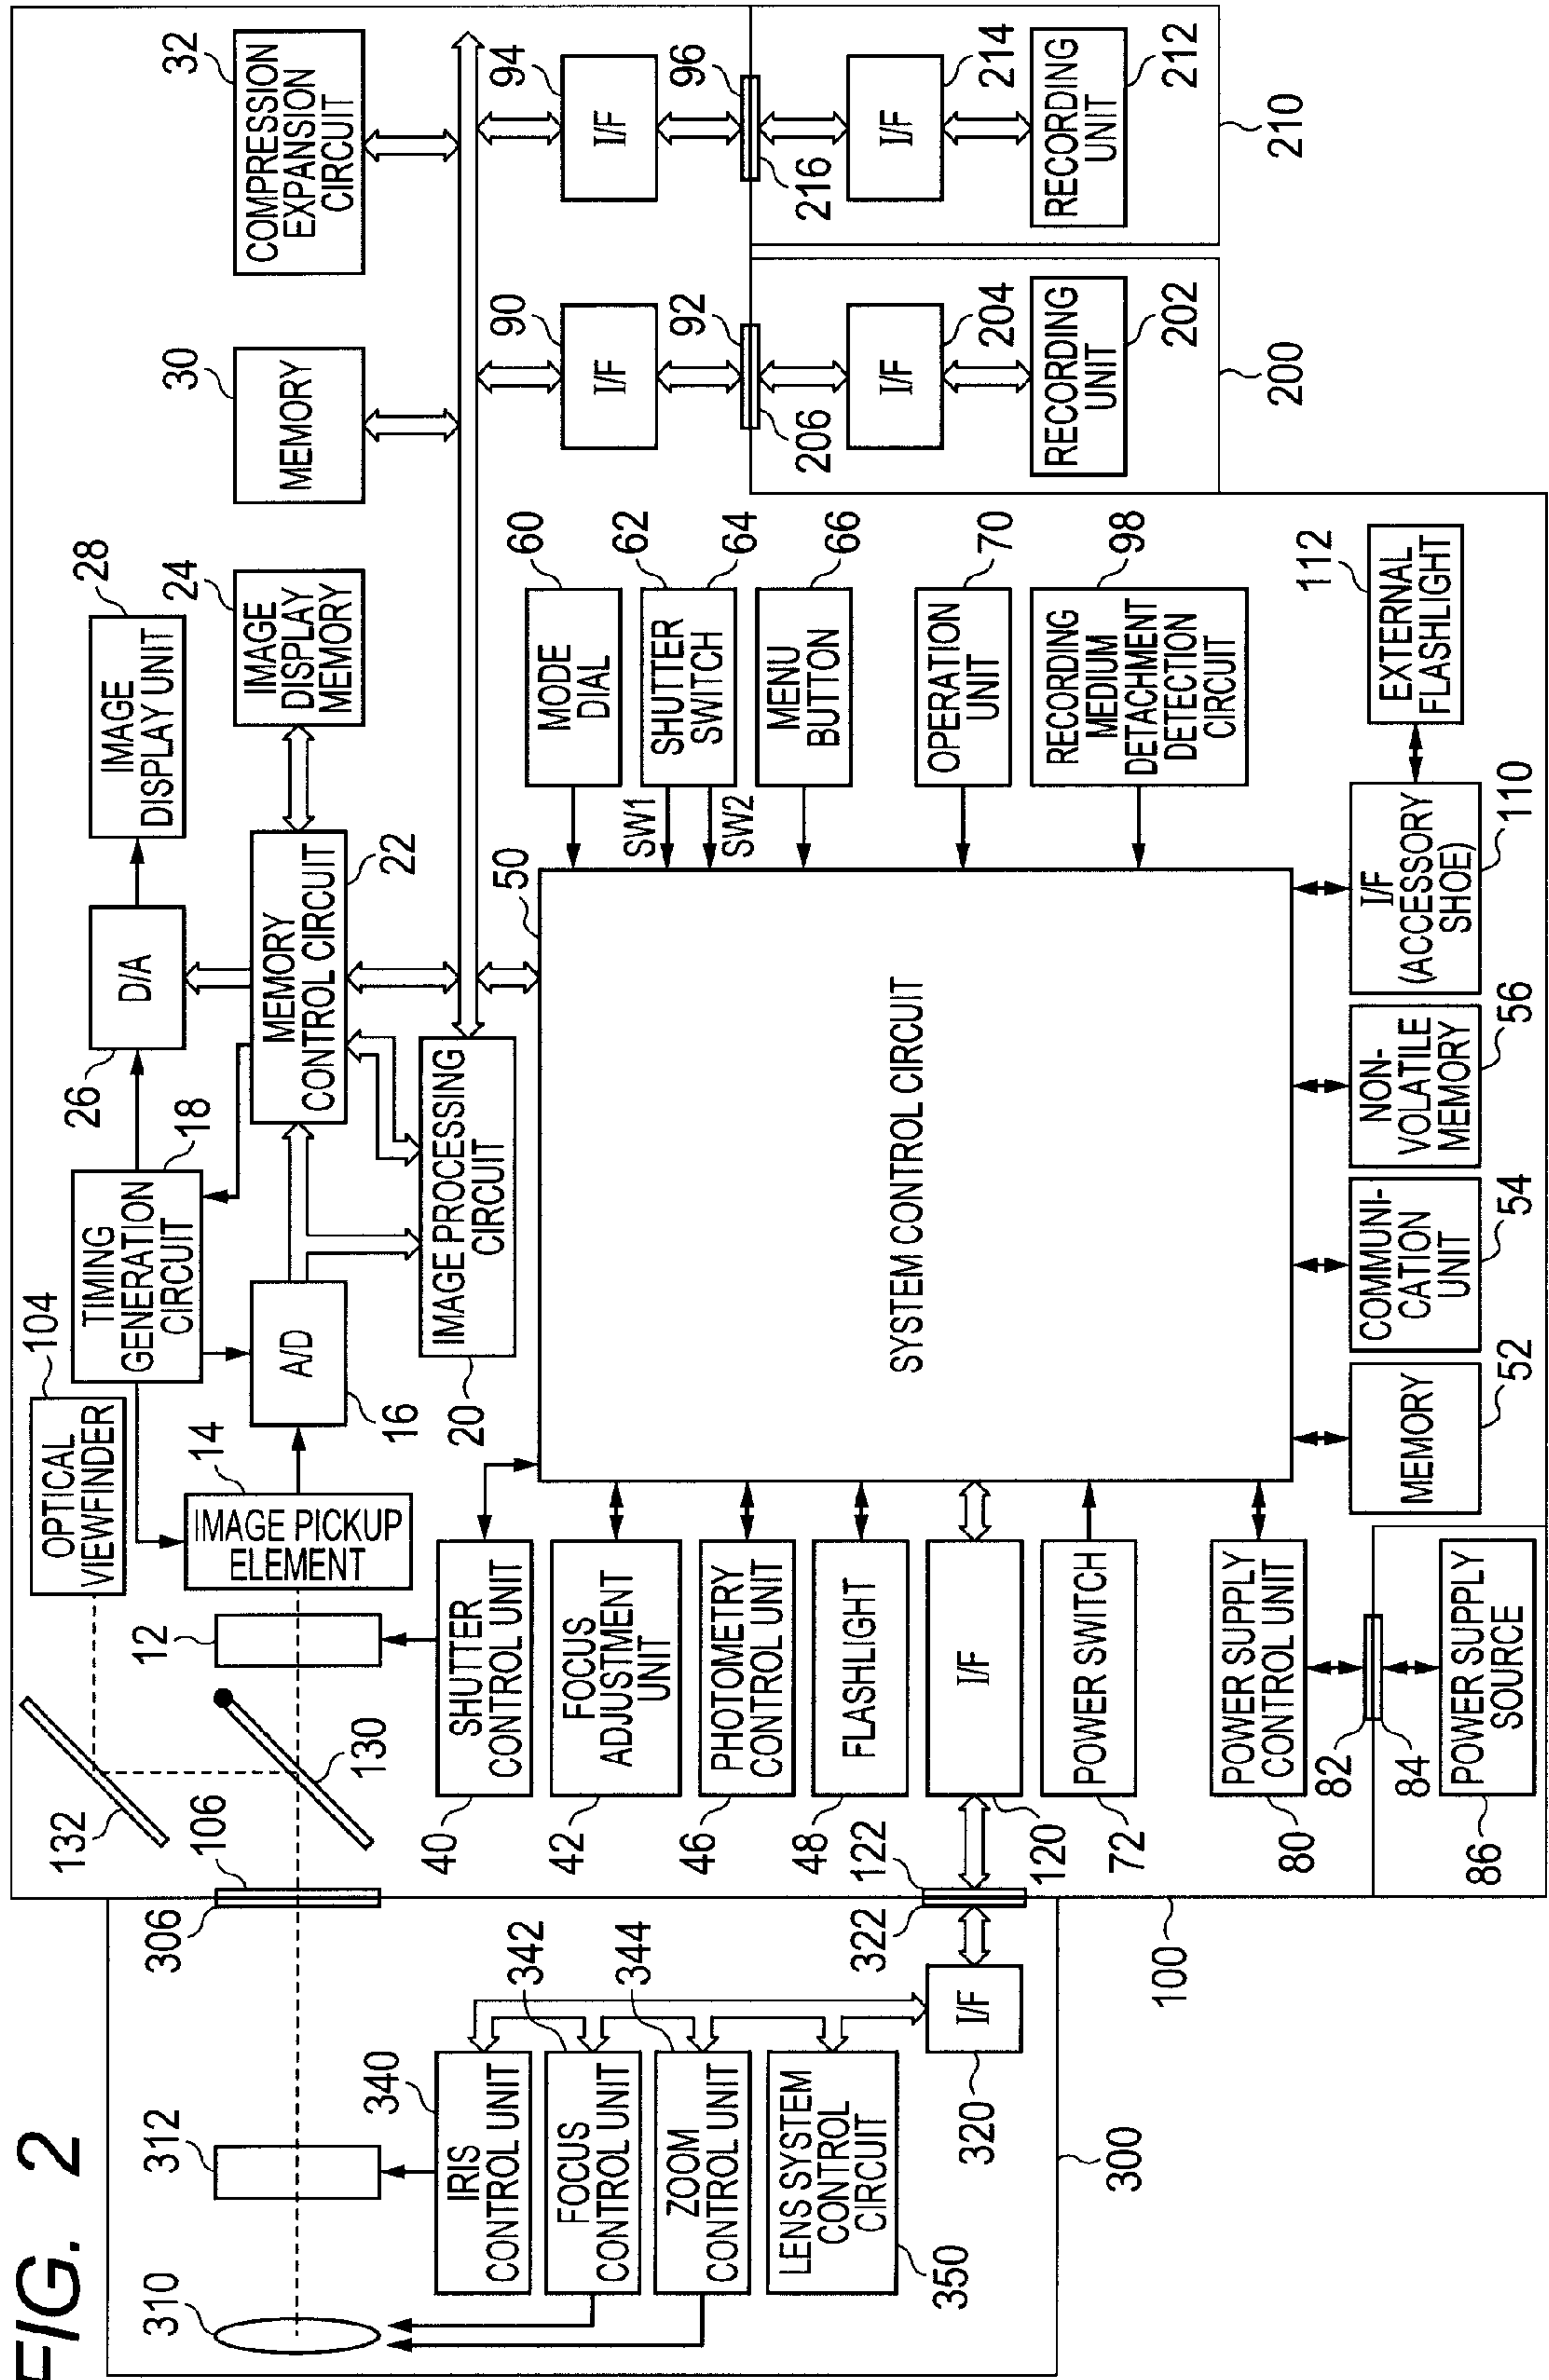 FIG. 2
310
312
306
106
132
130
12
104
OPTICAL
VIEWFINDER
14
IMAGE PICKUP
ELEMENT
TIMING
GENERATION
CIRCUIT
18
A/D
16
26
D/A
28
IMAGE
DISPLAY UNIT
MEMORY
CONTROL CIRCUIT
22
24
IMAGE
DISPLAY
MEMORY
30
MEMORY
32
COMPRESSION
EXPANSION
CIRCUIT
IMAGE PROCESSING
CIRCUIT
20
340
IRIS
CONTROL UNIT
342
FOCUS
CONTROL UNIT
344
ZOOM
CONTROL UNIT
LENS SYSTEM
CONTROL
CIRCUIT
350
I/F
320
300
322
122
100
SHUTTER
CONTROL UNIT
40
FOCUS
ADJUSTMENT
UNIT
42
PHOTOMETRY
CONTROL UNIT
46
FLASHLIGHT
48
I/F
120
POWER SWITCH
72
POWER SUPPLY
CONTROL UNIT
80
82
84
POWER SUPPLY
SOURCE
86
50
SYSTEM CONTROL CIRCUIT
60
MODE
DIAL
62
SHUTTER
SWITCH
64
SW1
SW2
66
MENU
BUTTON
70
OPERATION
UNIT
98
RECORDING
MEDIUM
DETACHMENT
DETECTION
CIRCUIT
MEMORY
52
COMMUNI-
CATION
UNIT
54
NON-
VOLATILE
MEMORY
56
I/F
(ACCESSORY
SHOE)
110
112
EXTERNAL
FLASHLIGHT
90
I/F
92
206
I/F
204
RECORDING
UNIT
202
200
94
I/F
96
216
I/F
214
RECORDING
UNIT
212
210